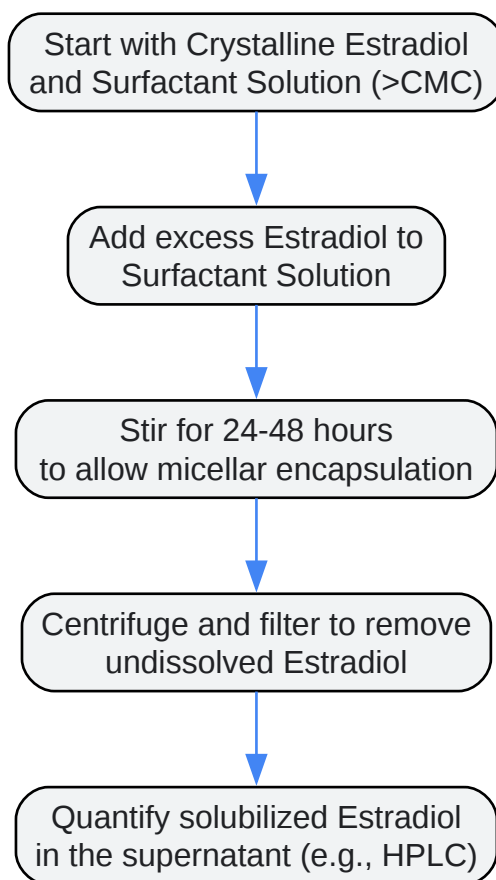 Start with Crystalline Estradiol
and Surfactant Solution (>CMC)
Add excess Estradiol to
Surfactant Solution
Stir for 24-48 hours
to allow micellar encapsulation
Centrifuge and filter to remove
undissolved Estradiol
Quantify solubilized Estradiol
in the supernatant (e.g., HPLC)